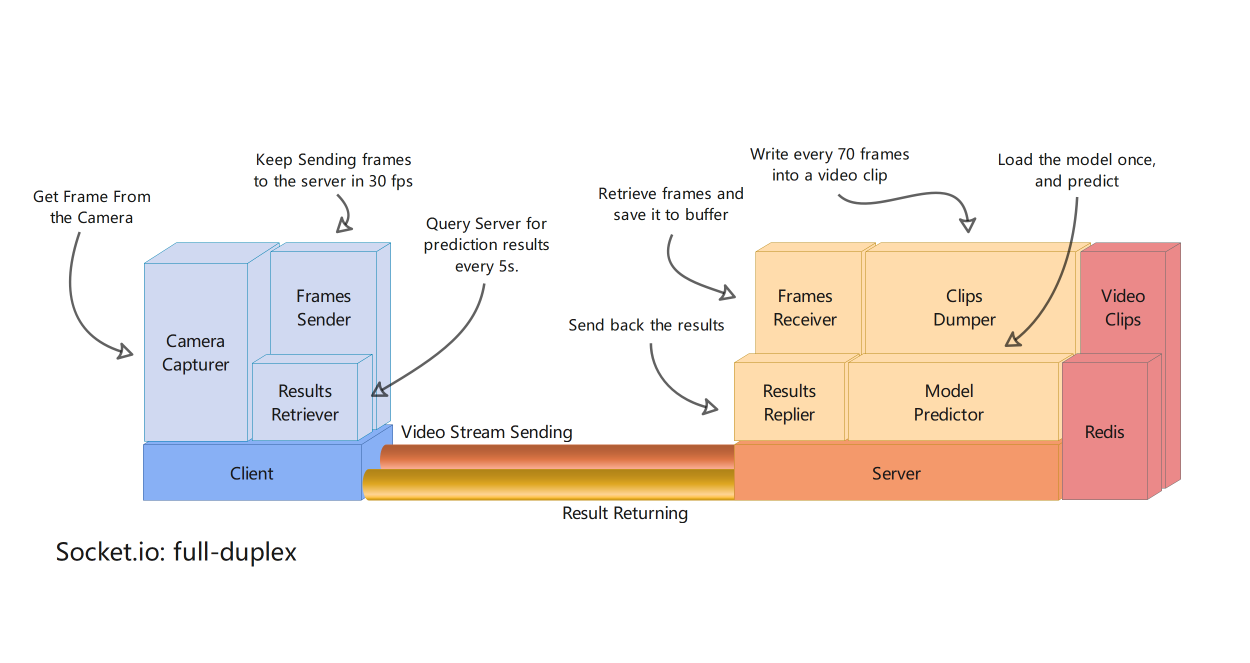 Get Frame From
the Camera
Keep Sending frames
to the server in 30 fps
Query Server for
prediction results
every 5s.
Camera
Capturer
Frames
Sender
Results
Retriever
Client
Video Stream Sending
Result Returning
Retrieve frames and
save it to buffer
Write every 70 frames
into a video clip
Load the model once,
and predict
Send back the results
Frames
Receiver
Clips
Dumper
Video
Clips
Results
Replier
Model
Predictor
Redis
Server
Socket.io: full-duplex